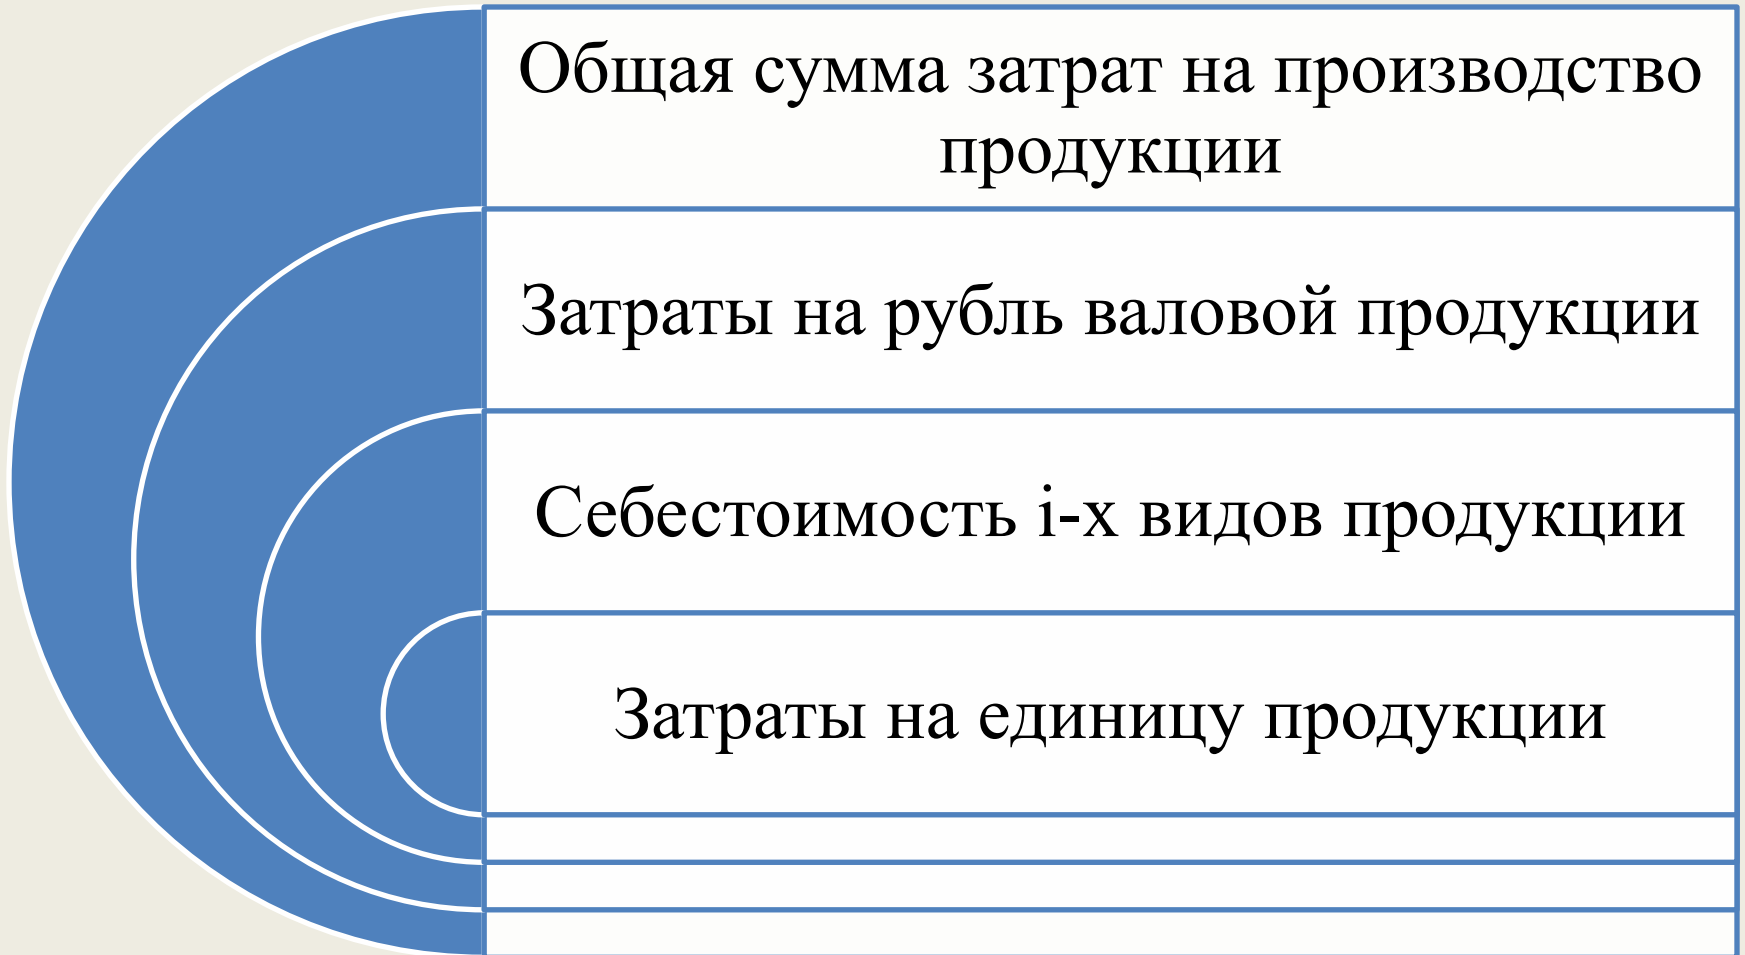 Общая сумма затрат на производство
продукции
Затраты на рубль валовой продукции
Себестоимость i-х видов продукции
Затраты на единицу продукции